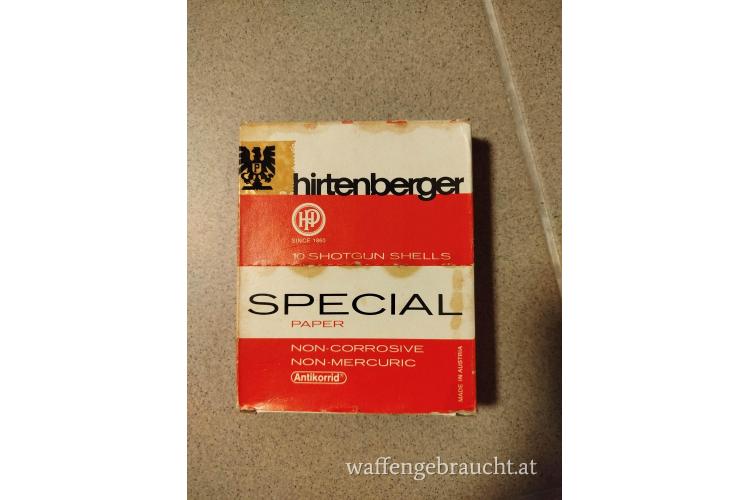 P
hirtenberger
HP
SINCE 1860
10 SHOTGUN SHELLS
SPECIAL
PAPER
NON-CORROSIVE
NON-MERCURIC
Antikorrid®
MADE IN AUSTRIA
waffengebraucht.at